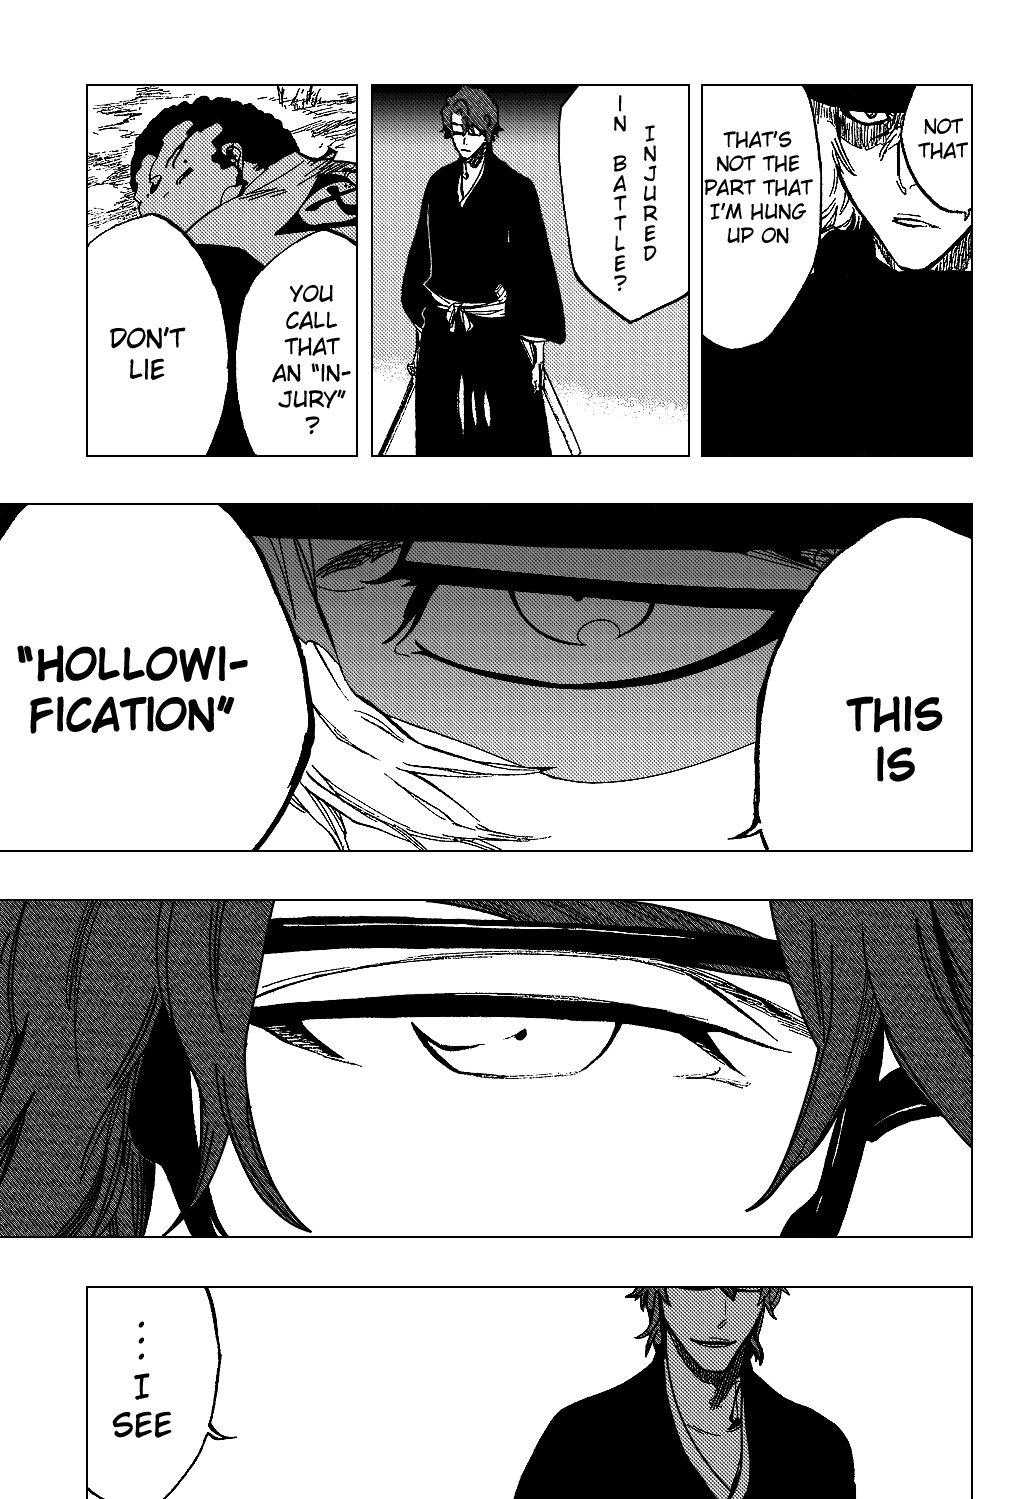 NOT
THAT
THAT'S
NOT THE
PART THAT
I'M HUNG
UP ON
INJURED
IN BATTLE?
YOU
CALL
THAT
AN "IN-
JURY"
?
DON'T
LIE
THIS
IS
"HOLLOWI-
FICATION"
...
I
SEE